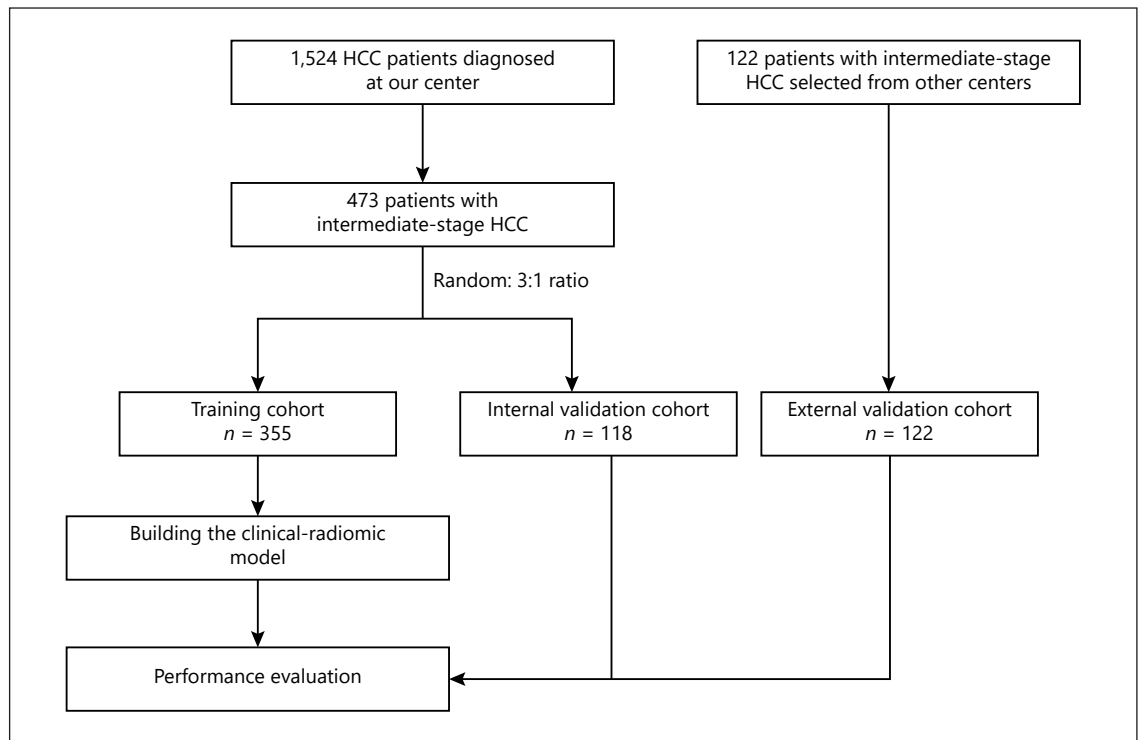 1,524 HCC patients diagnosed
at our center
122 patients with intermediate-stage
HCC selected from other centers
473 patients with
intermediate-stage HCC
Random: 3:1 ratio
Training cohort
n = 355
Internal validation cohort
n = 118
External validation cohort
n = 122
Building the clinical-radiomic
model
Performance evaluation